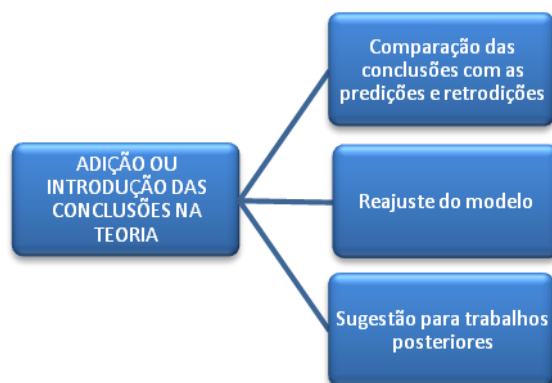 Comparação das
conclusões com as
predições e retrodições
ADIÇÃO OU
INTRODUÇÃO DAS
CONCLUSÕES NA
TEORIA
Reajuste do modelo
Sugestão para trabalhos
posteriores